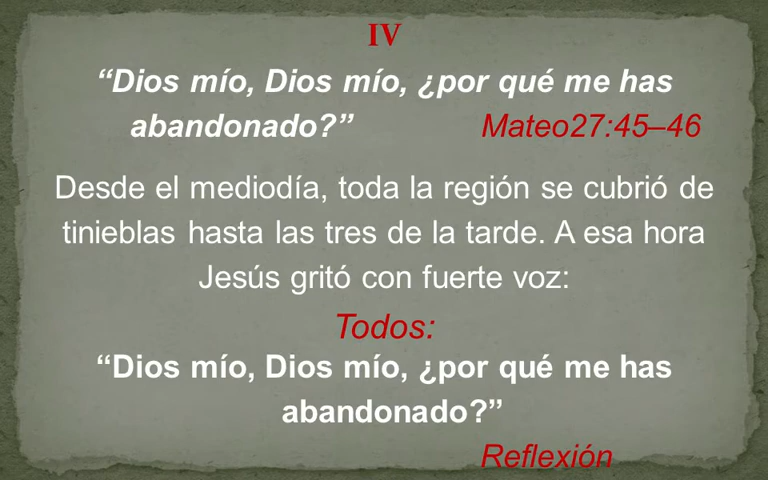 IV
“Dios mío, Dios mío, ¿por qué me has
abandonado?” Mateo27:45–46
Desde el mediodía, toda la región se cubrió de
tinieblas hasta las tres de la tarde. A esa hora
Jesús gritó con fuerte voz:
Todos:
“Dios mío, Dios mío, ¿por qué me has
abandonado?”
Reflexión